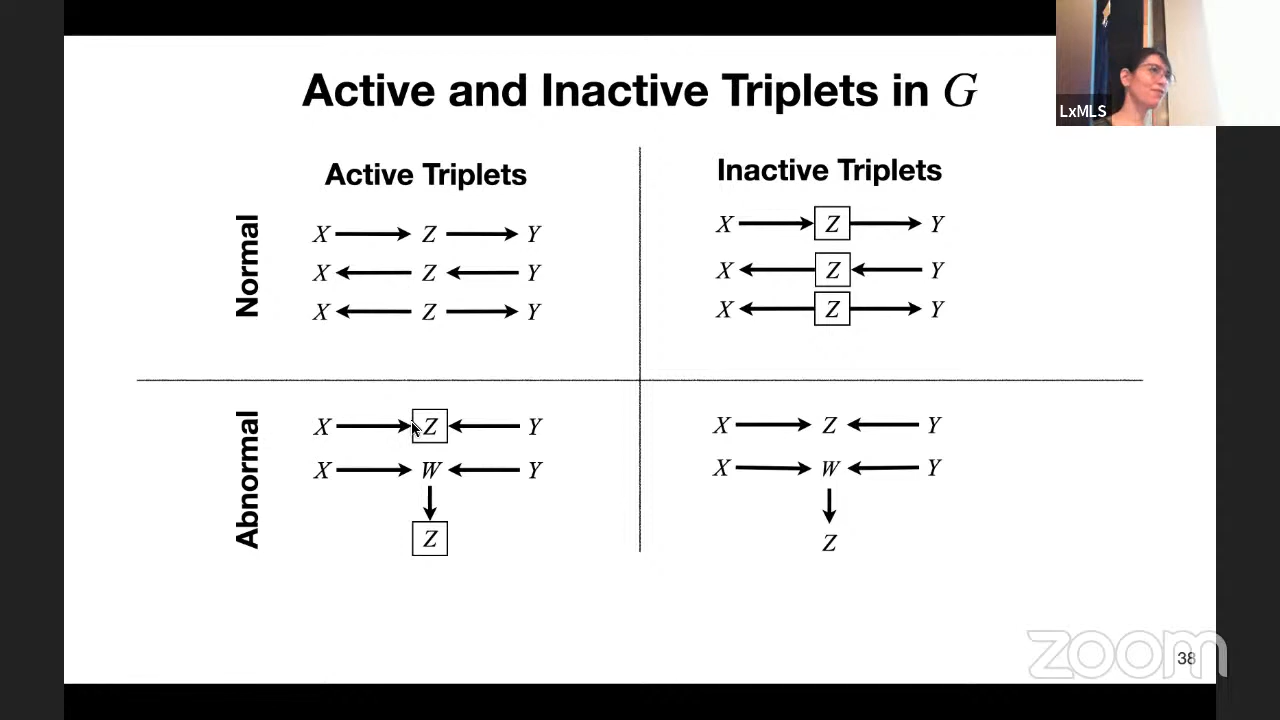 Active and Inactive Triplets in G
LxMLS
Active Triplets
Inactive Triplets
Normal
X Z Y
X Z Y
X Z Y
X Z Y
X Z Y
X Z Y
Abnormal
X Z Y
X W Y
Z
X Z Y
X W Y
Z
zoom
38